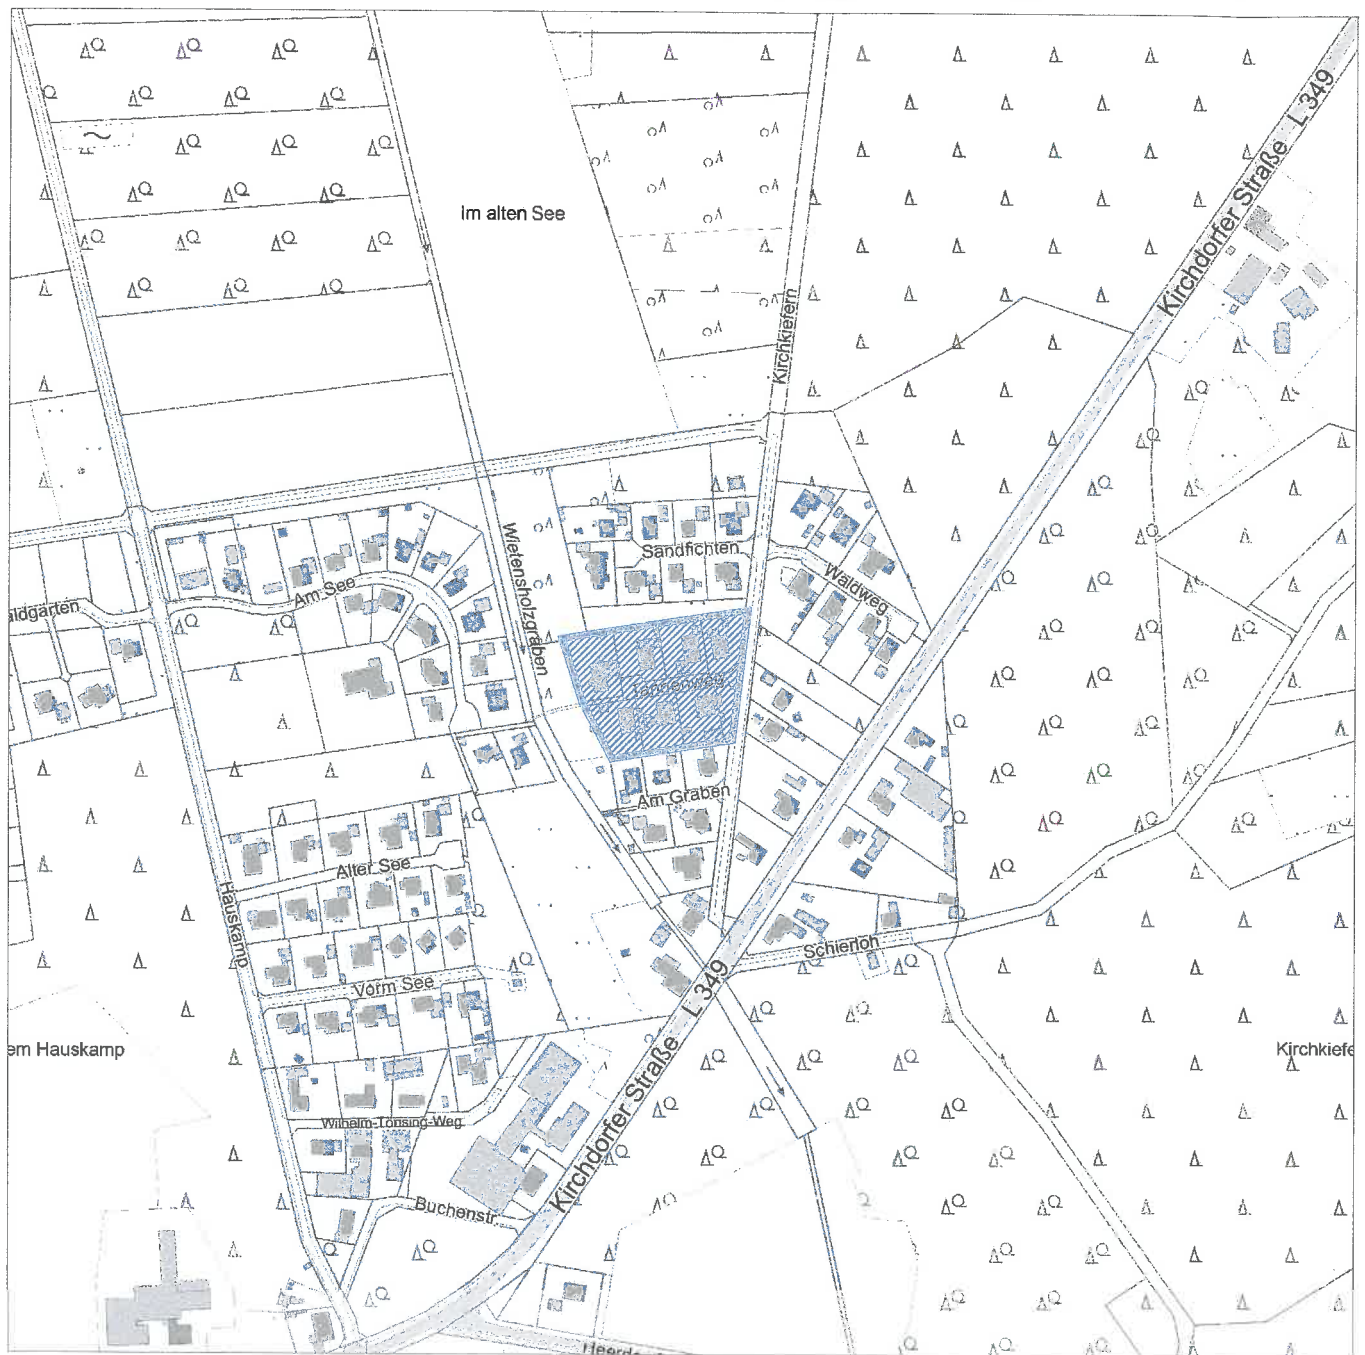 Kirchdorfer Straße L 349
Im alten See
Kirchkiefern
Wietensholzgraben
Sandfichten
Waldweg
Am See
aldgärten
Tannenweg
Am Graben
Alter See
Hauskamp
Schierloh
Vorm See
L 349
em Hauskamp
Kirchkiefe
Kirchdorfer Straße
Wilhelm-Tönsing-Weg
Buchenstr.